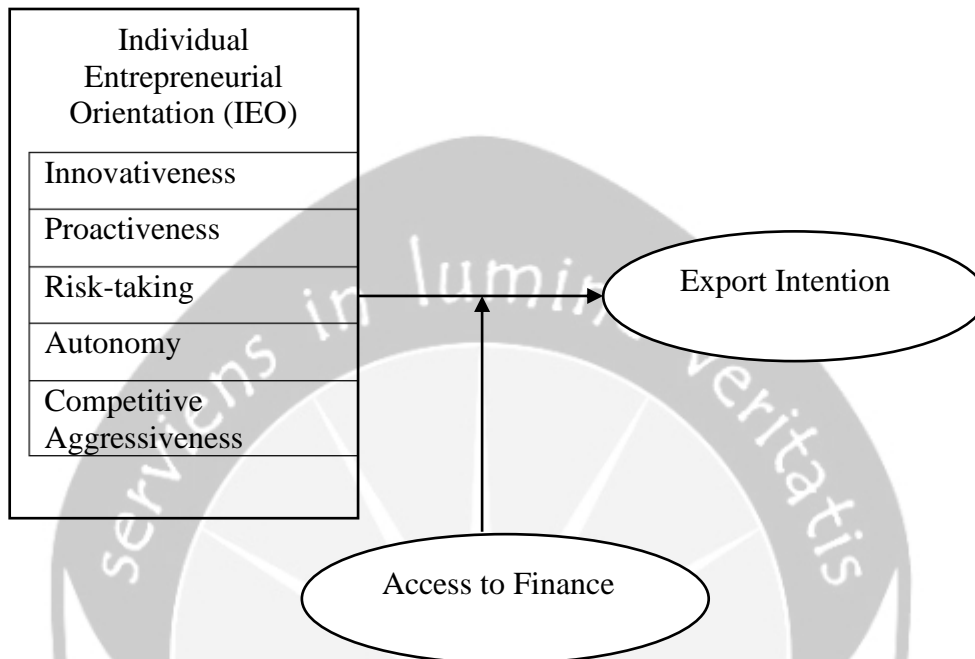 Individual
Entrepreneurial
Orientation (IEO)
Innovativeness
Proactiveness
Risk-taking
Autonomy
Competitive
Aggressiveness
Export Intention
Access to Finance
serviens in lumine veritatis